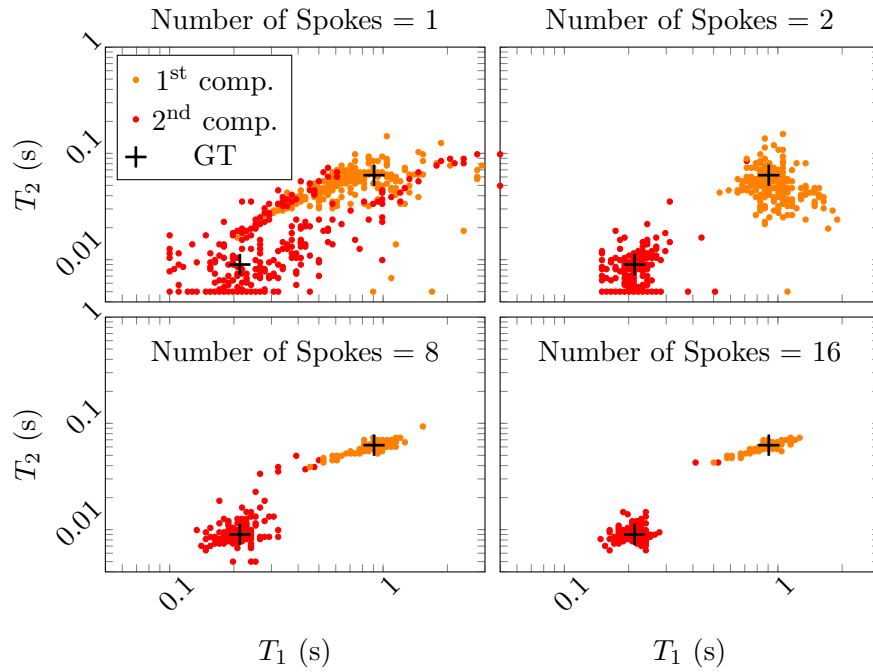 Number of Spokes = 1
Number of Spokes = 2
1
0.1
0.01
T₂ (s)
1st comp.
2nd comp.
GT
Number of Spokes = 8
Number of Spokes = 16
1
0.1
0.01
T₂ (s)
0.1
1
0.1
1
T₁ (s)
T₁ (s)